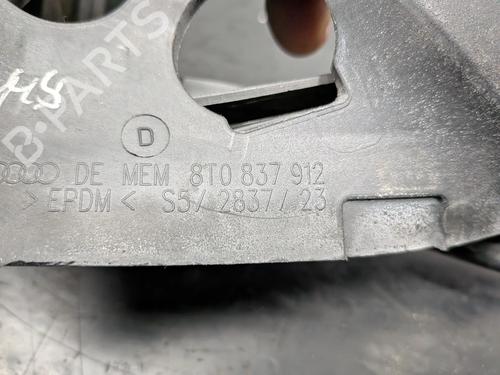 D
DE MEM 8T0 837 912
>EPDM< S5/2837/23
B-PARTS